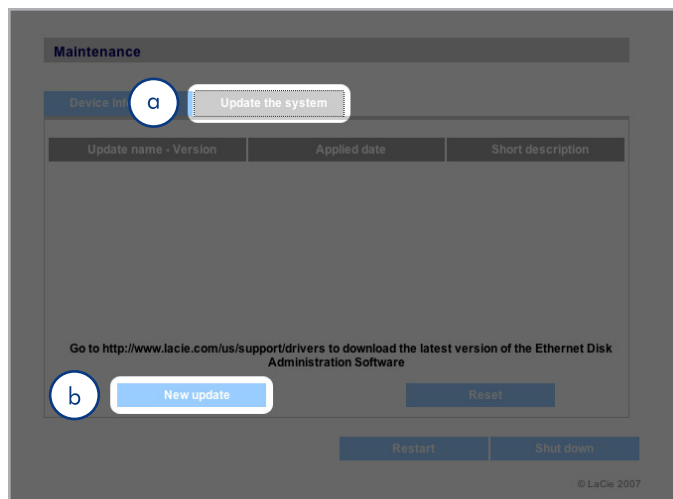 Maintenance
Device Inf
a
Update the system
Update name - Version
Applied date
Short description
Go to http://www.lacie.com/us/support/drivers to download the latest version of the Ethernet Disk
Administration Software
b
New update
Reset
Restart
Shut down
© LaCie 2007